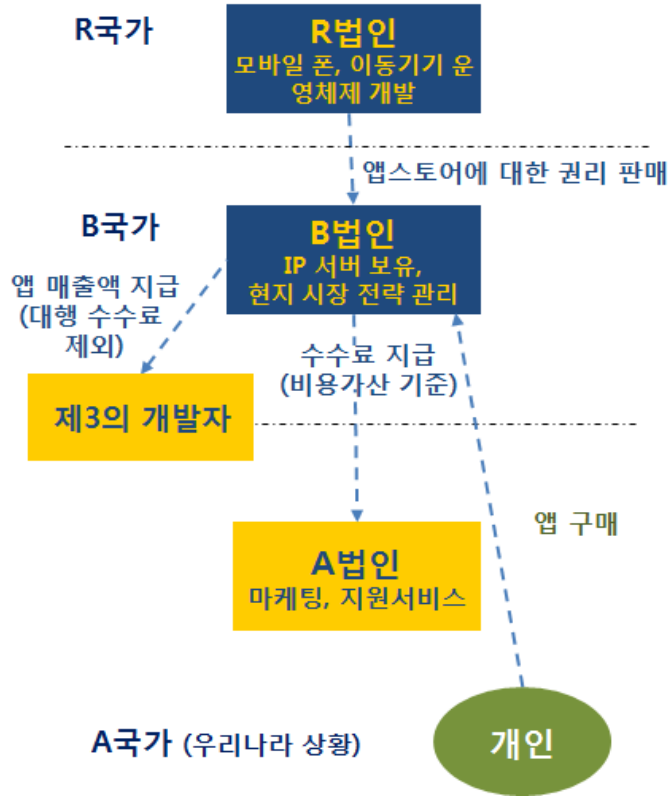 R국가
R법인
모바일 폰, 이동기기 운
영체제 개발
앱스토어에 대한 권리 판매
B국가
B법인
IP 서버 보유,
현지 시장 전략 관리
앱 매출액 지급
(대행 수수료
제외)
수수료 지급
(비용가산 기준)
제3의 개발자
앱 구매
A법인
마케팅, 지원서비스
A국가 (우리나라 상황)
개인